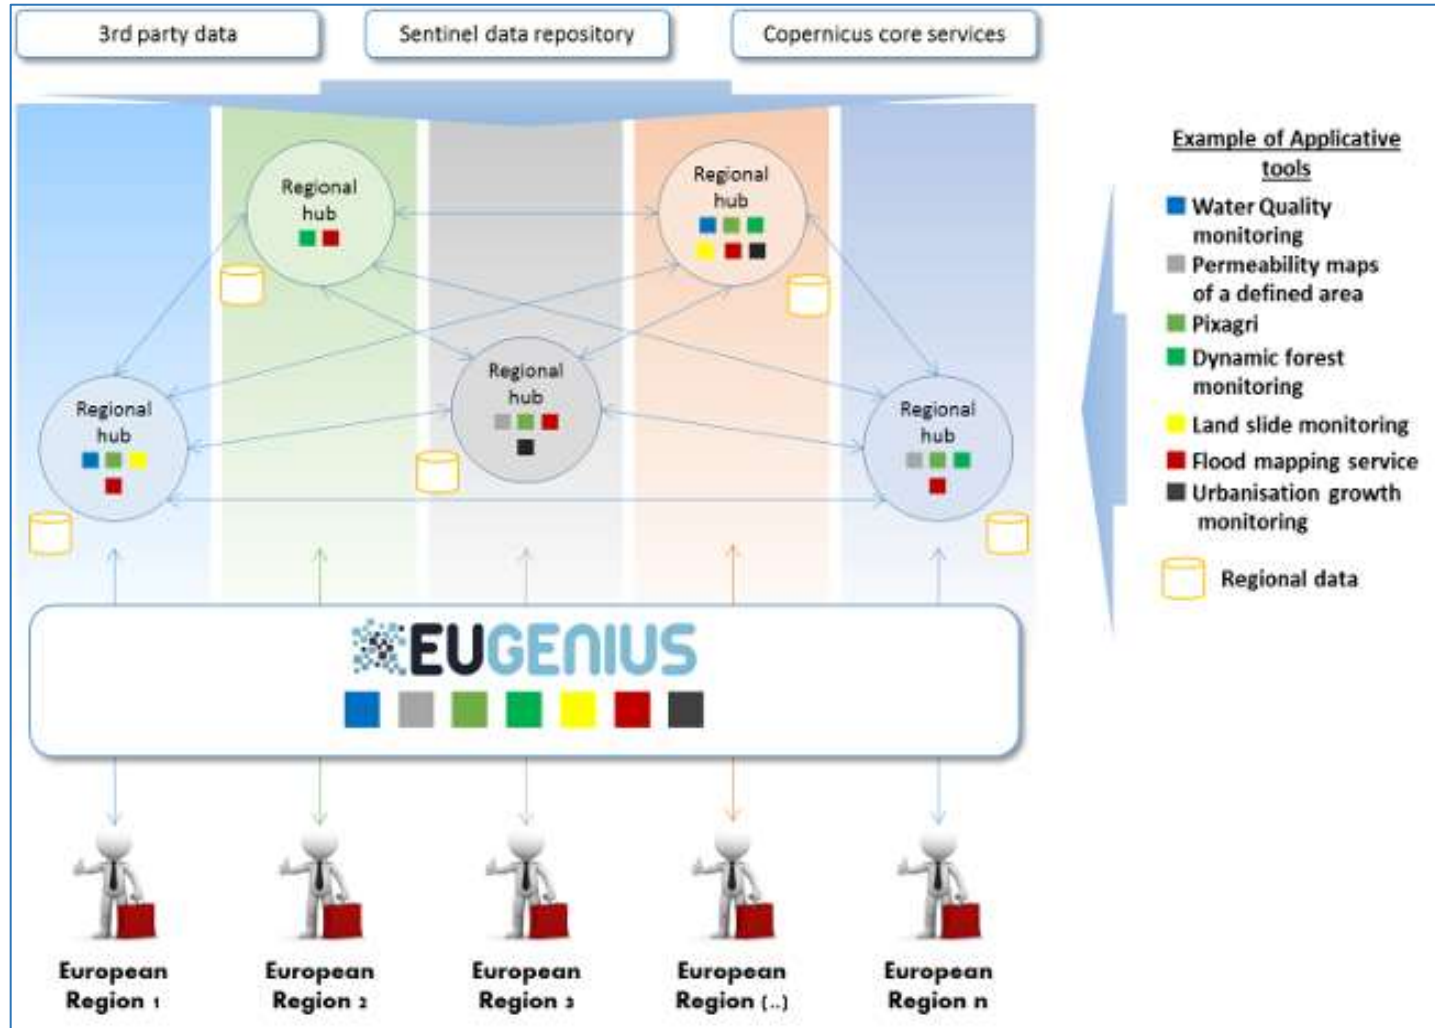 3rd party data
Sentinel data repository
Copernicus core services
Regional
hub
Regional
hub
Regional
hub
Regional
hub
Regional
hub
Example of Applicative
tools
Water Quality
monitoring
Permeability maps
of a defined area
Pixagri
Dynamic forest
monitoring
Land slide monitoring
Flood mapping service
Urbanisation growth
monitoring
Regional data
EUGENIUS
European
Region 1
European
Region 2
European
Region 3
European
Region (..)
European
Region n